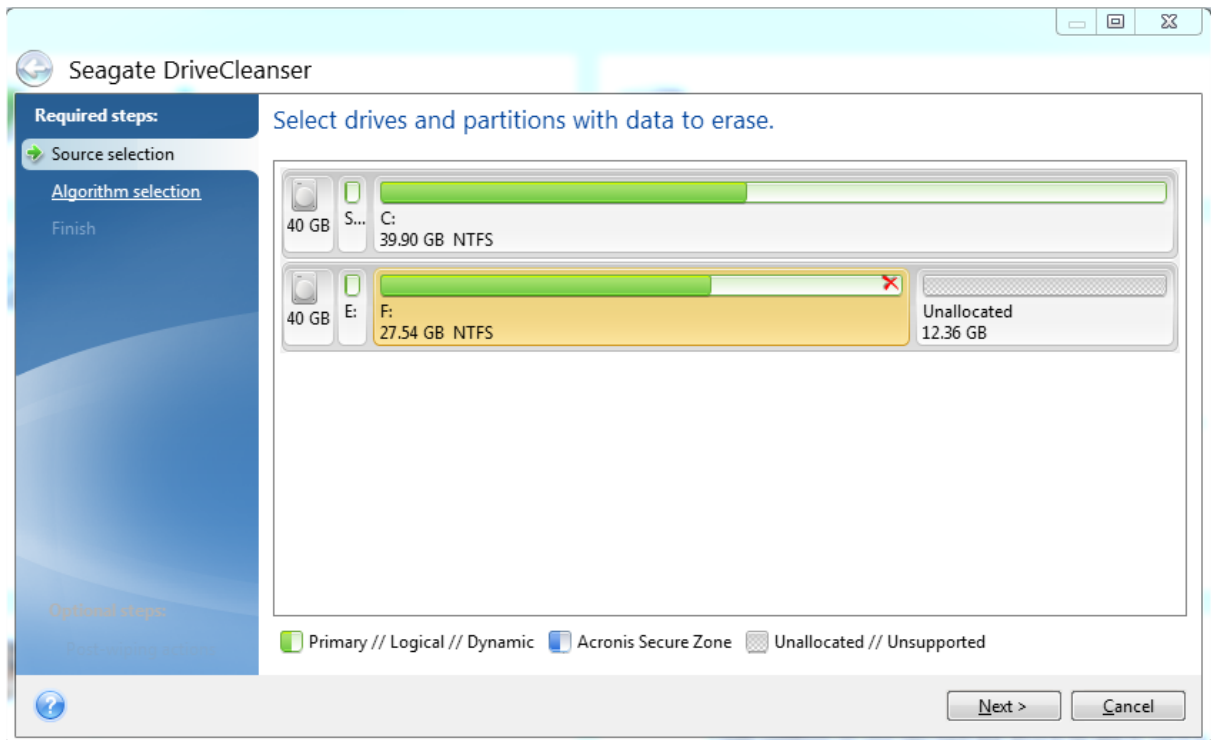 Seagate DriveCleanser
Required steps:
Source selection
Algorithm selection
Finish
Optional steps:
Select drives and partitions with data to erase.
40 GB
S...
C:
39.90 GB NTFS
40 GB
E:
F:
27.54 GB NTFS
Unallocated
12.36 GB
Primary // Logical // Dynamic
Acronis Secure Zone
Unallocated // Unsupported
?
Next >
Cancel